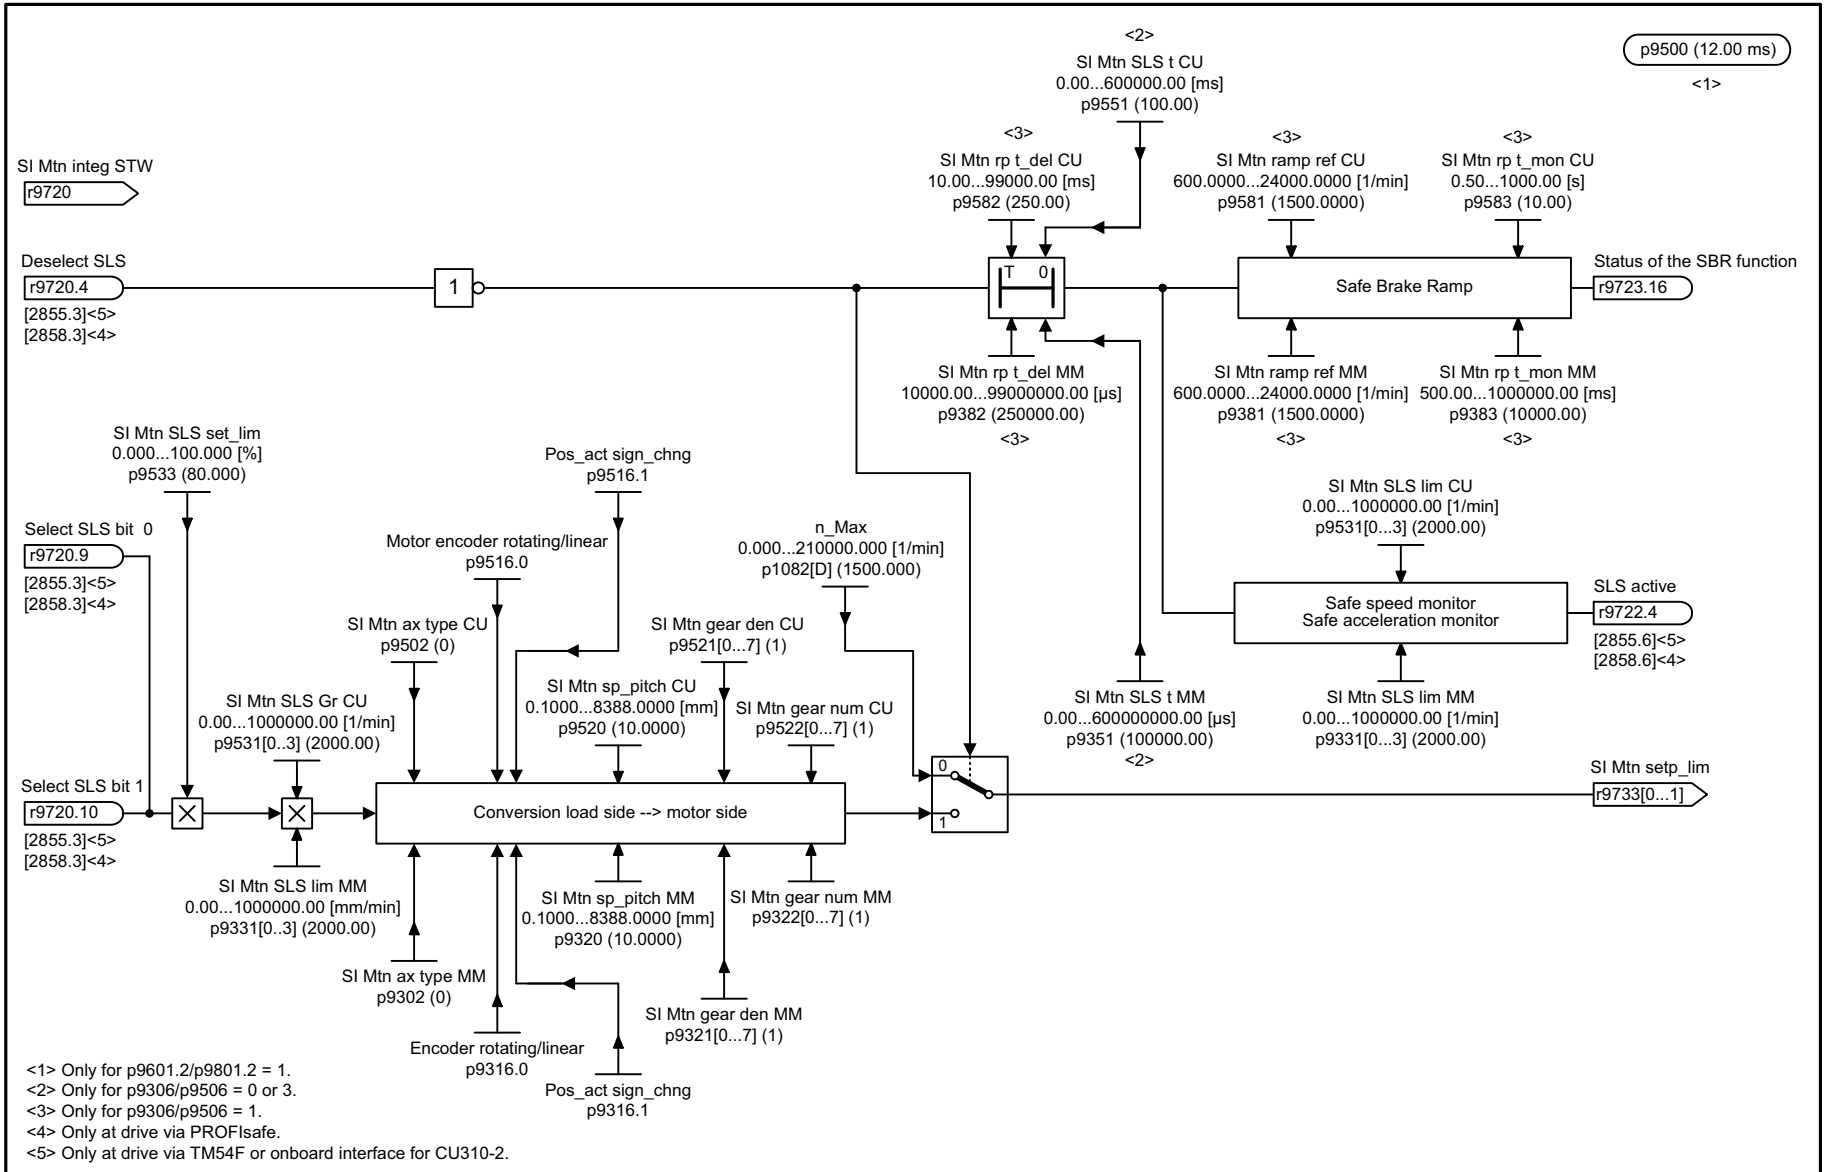 <2>
SI Mtn SLS t CU
0.00...600000.00 [ms]
p9551 (100.00)
p9500 (12.00 ms)
<1>
SI Mtn integ STW
r9720
<3>
SI Mtn rp t_del CU
10.00...99000.00 [ms]
p9582 (250.00)
<3>
SI Mtn ramp ref CU
600.0000...24000.0000 [1/min]
p9581 (1500.0000)
<3>
SI Mtn rp t_mon CU
0.50...1000.00 [s]
p9583 (10.00)
Deselect SLS
r9720.4
[2855.3]<5>
[2858.3]<4>
1
T 0
Safe Brake Ramp
Status of the SBR function
r9723.16
SI Mtn rp t_del MM
10000.00...99000000.00 [µs]
p9382 (250000.00)
<3>
SI Mtn ramp ref MM
600.0000...24000.0000 [1/min]
p9381 (1500.0000)
<3>
SI Mtn rp t_mon MM
500.00...1000000.00 [ms]
p9383 (10000.00)
<3>
SI Mtn SLS set_lim
0.000...100.000 [%]
p9533 (80.000)
Pos_act sign_chng
p9516.1
Select SLS bit 0
r9720.9
[2855.3]<5>
[2858.3]<4>
Motor encoder rotating/linear
p9516.0
n_Max
0.000...210000.000 [1/min]
p1082[D] (1500.000)
SI Mtn SLS lim CU
0.00...1000000.00 [1/min]
p9531[0...3] (2000.00)
Safe speed monitor
Safe acceleration monitor
SLS active
r9722.4
[2855.6]<5>
[2858.6]<4>
SI Mtn ax type CU
p9502 (0)
SI Mtn gear den CU
p9521[0...7] (1)
SI Mtn SLS Gr CU
0.00...1000000.00 [1/min]
p9531[0..3] (2000.00)
SI Mtn sp_pitch CU
0.1000...8388.0000 [mm]
p9520 (10.0000)
SI Mtn gear num CU
p9522[0...7] (1)
SI Mtn SLS t MM
0.00...600000000.00 [µs]
p9351 (100000.00)
<2>
SI Mtn SLS lim MM
0.00...1000000.00 [1/min]
p9331[0...3] (2000.00)
Select SLS bit 1
r9720.10
[2855.3]<5>
[2858.3]<4>
Conversion load side --> motor side
0
1
SI Mtn setp_lim
r9733[0...1]
SI Mtn SLS lim MM
0.00...1000000.00 [mm/min]
p9331[0..3] (2000.00)
SI Mtn sp_pitch MM
0.1000...8388.0000 [mm]
p9320 (10.0000)
SI Mtn gear num MM
p9322[0...7] (1)
SI Mtn ax type MM
p9302 (0)
SI Mtn gear den MM
p9321[0...7] (1)
Encoder rotating/linear
p9316.0
Pos_act sign_chng
p9316.1
<1> Only for p9601.2/p9801.2 = 1.
<2> Only for p9306/p9506 = 0 or 3.
<3> Only for p9306/p9506 = 1.
<4> Only at drive via PROFIsafe.
<5> Only at drive via TM54F or onboard interface for CU310-2.